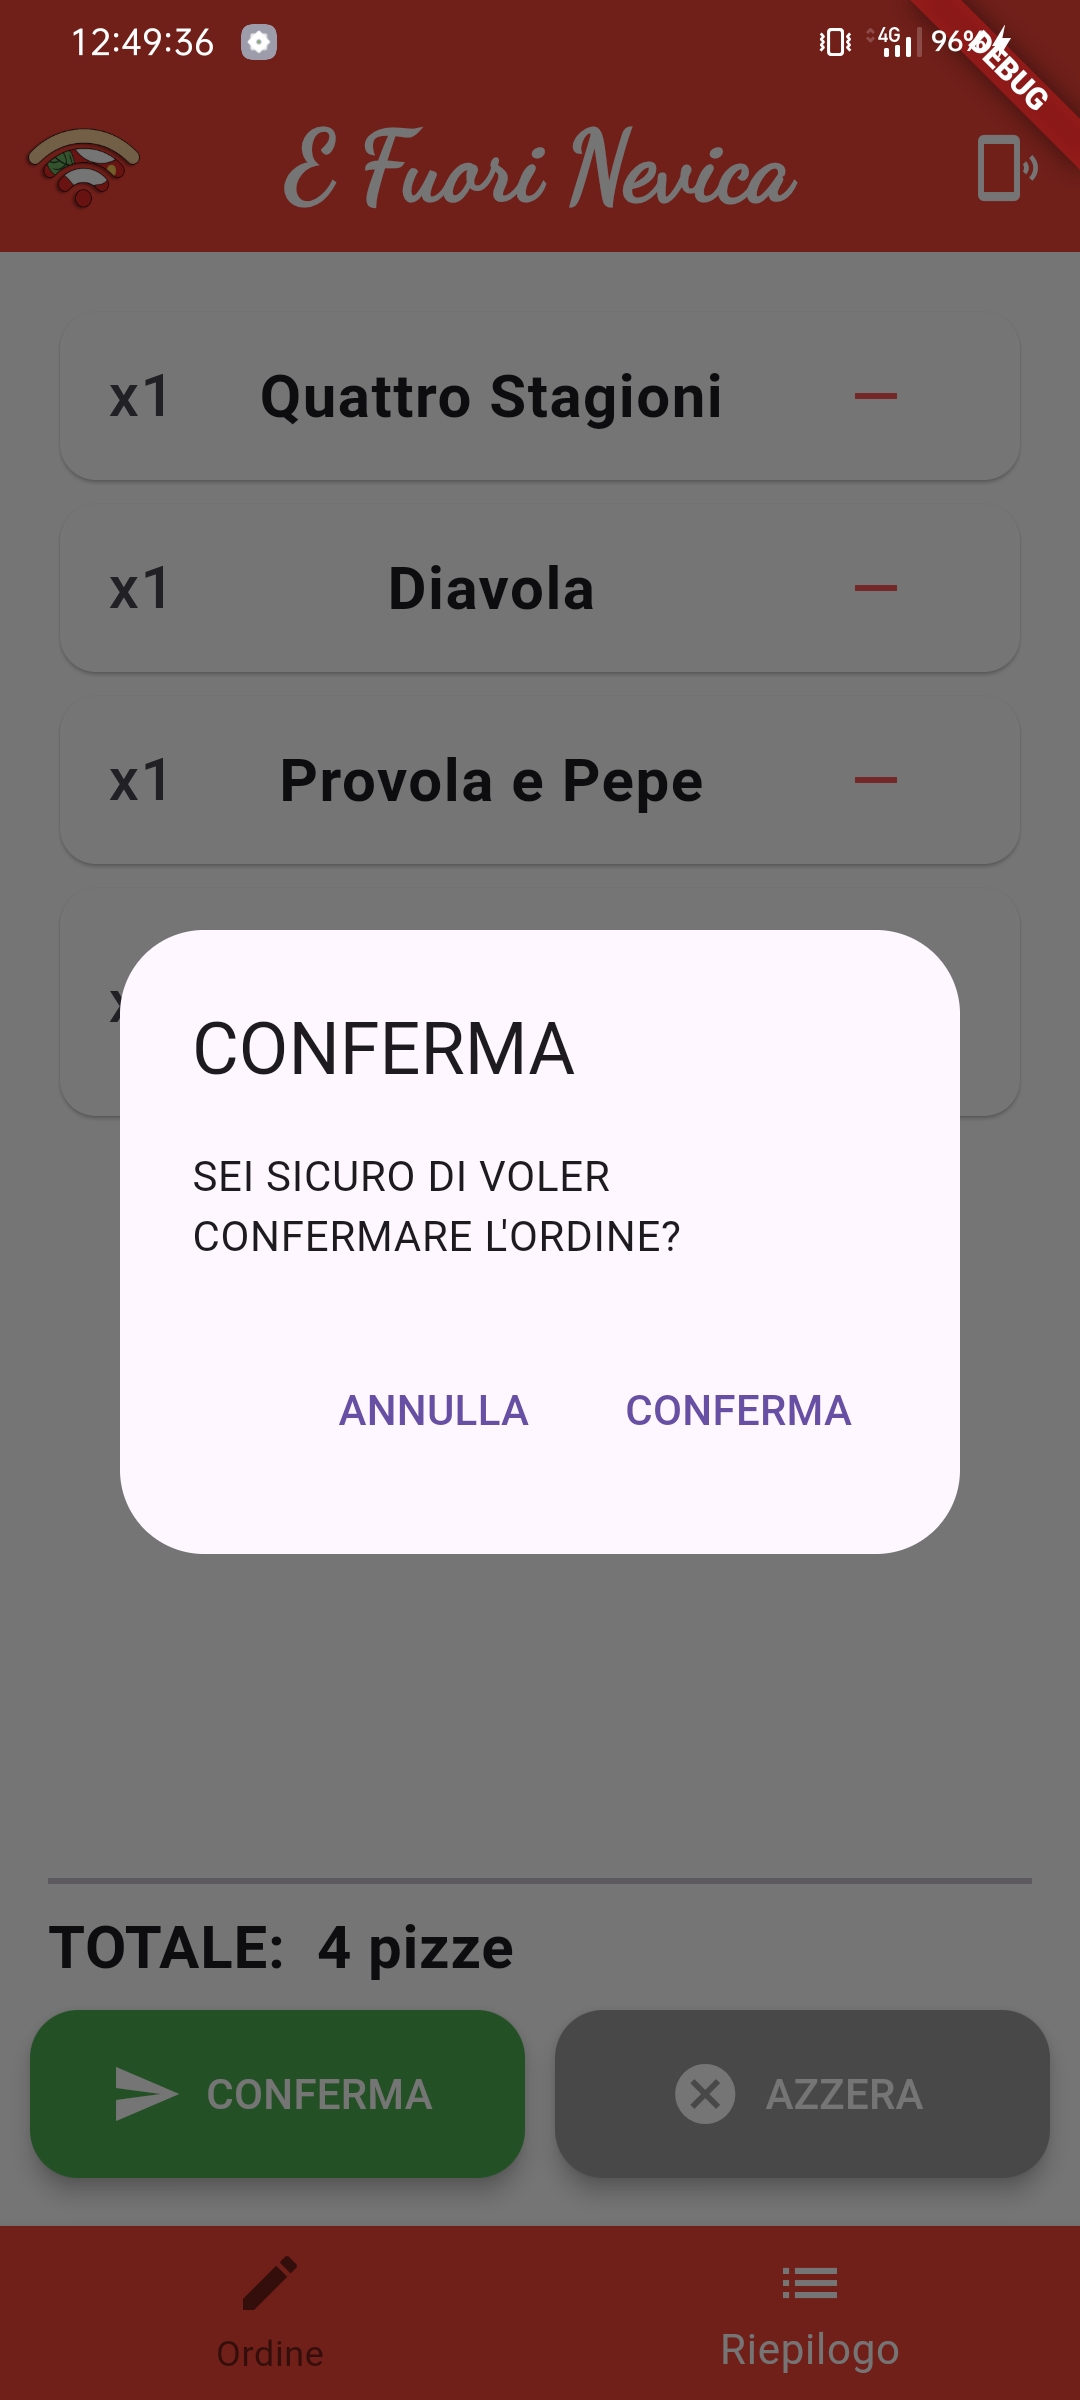 12:49:36
4G 96%
DEBUG
E Fuori Nevica
x1 Quattro Stagioni
x1 Diavola
x1 Provola e Pepe
CONFERMA
SEI SICURO DI VOLER
CONFERMARE L'ORDINE?
ANNULLA CONFERMA
TOTALE: 4 pizze
CONFERMA AZZERA
Ordine Riepilogo